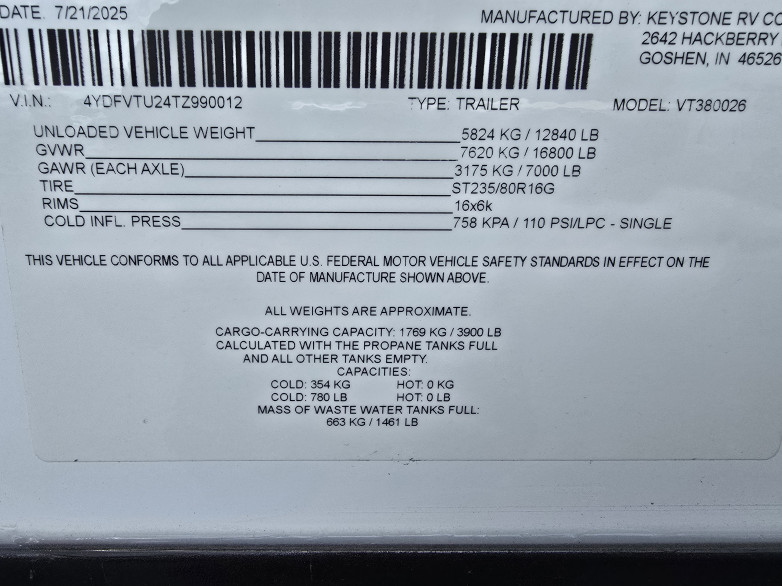 DATE. 7/21/2025 MANUFACTURED BY: KEYSTONE RV CO
2642 HACKBERRY
GOSHEN, IN 46526
V.I.N.: 4YDFVTU24TZ990012 TYPE: TRAILER MODEL: VT380026
UNLOADED VEHICLE WEIGHT 5824 KG / 12840 LB
GVWR 7620 KG / 16800 LB
GAWR (EACH AXLE) 3175 KG / 7000 LB
TIRE ST235/80R16G
RIMS 16x6k
COLD INFL. PRESS 758 KPA / 110 PSI/LPC - SINGLE
THIS VEHICLE CONFORMS TO ALL APPLICABLE U.S. FEDERAL MOTOR VEHICLE SAFETY STANDARDS IN EFFECT ON THE
DATE OF MANUFACTURE SHOWN ABOVE.
ALL WEIGHTS ARE APPROXIMATE.
CARGO-CARRYING CAPACITY: 1769 KG / 3900 LB
CALCULATED WITH THE PROPANE TANKS FULL
AND ALL OTHER TANKS EMPTY.
CAPACITIES:
COLD: 354 KG HOT: 0 KG
COLD: 780 LB HOT: 0 LB
MASS OF WASTE WATER TANKS FULL:
663 KG / 1461 LB